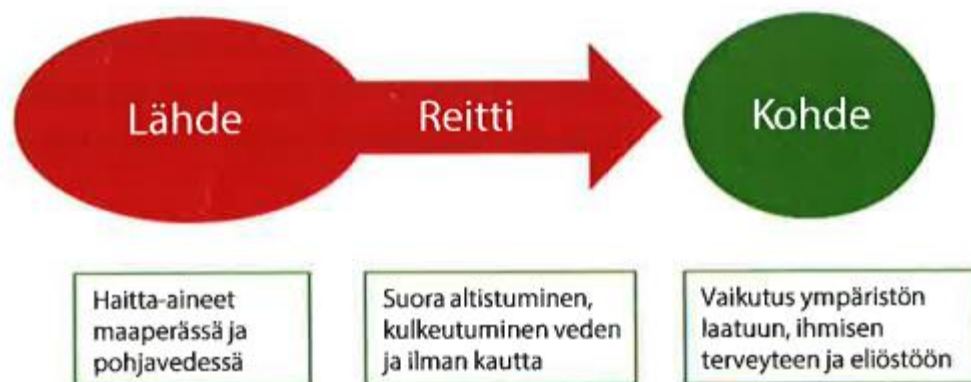 Lähde
Reitti
Kohde
Haitta-aineet
maaperässä ja
pohjavedessä
Suora altistuminen,
kulkeutuminen veden
ja ilman kautta
Vaikutus ympäristön
laatuun, ihmisen
terveyteen ja eliöstöön